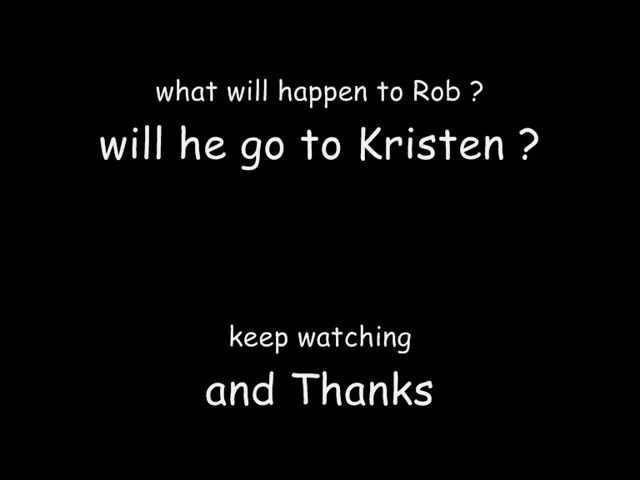 what will happen to Rob ?
will he go to Kristen ?
keep watching
and Thanks